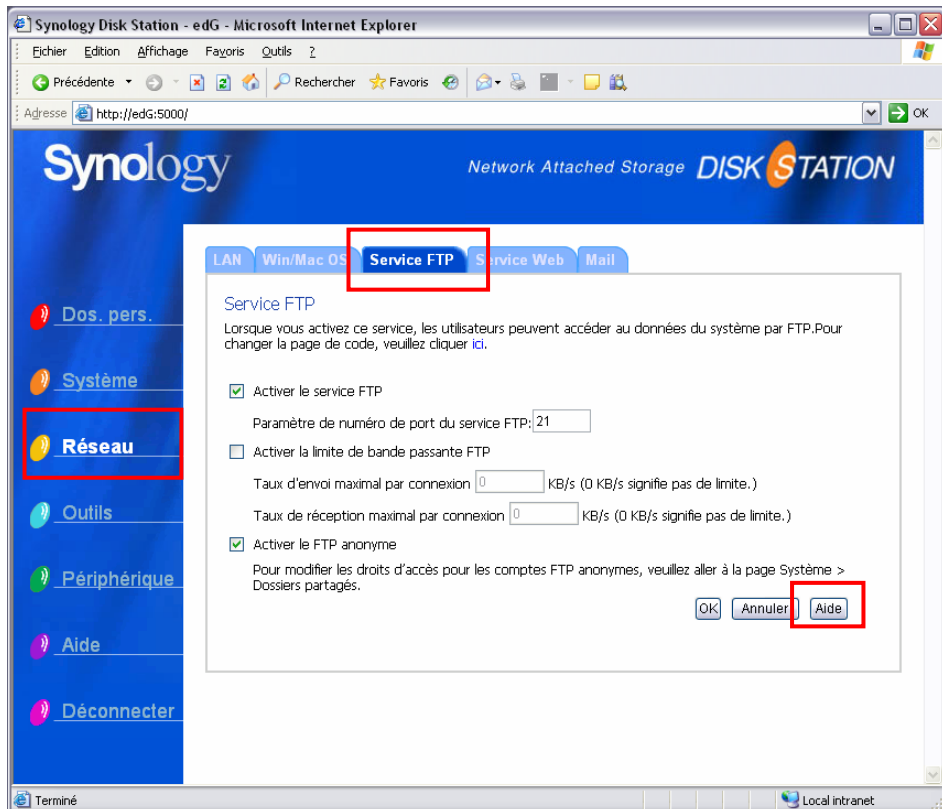 Synology Disk Station - edG - Microsoft Internet Explorer
Fichier Edition Affichage Favoris Outils ?
Précédente Rechercher Favoris
Adresse http://edG:5000/ OK
Synology
Network Attached Storage DISK STATION
LAN Win/Mac OS Service FTP Service Web Mail
Dos. pers.
Système
Réseau
Outils
Périphérique
Aide
Déconnecter
Service FTP
Lorsque vous activez ce service, les utilisateurs peuvent accéder au données du système par FTP.Pour
changer la page de code, veuillez cliquer ici.
Activer le service FTP
Paramètre de numéro de port du service FTP: 21
Activer la limite de bande passante FTP
Taux d'envoi maximal par connexion 0 KB/s (0 KB/s signifie pas de limite.)
Taux de réception maximal par connexion 0 KB/s (0 KB/s signifie pas de limite.)
Activer le FTP anonyme
Pour modifier les droits d'accès pour les comptes FTP anonymes, veuillez aller à la page Système >
Dossiers partagés.
OK Annuler Aide
Terminé Local intranet